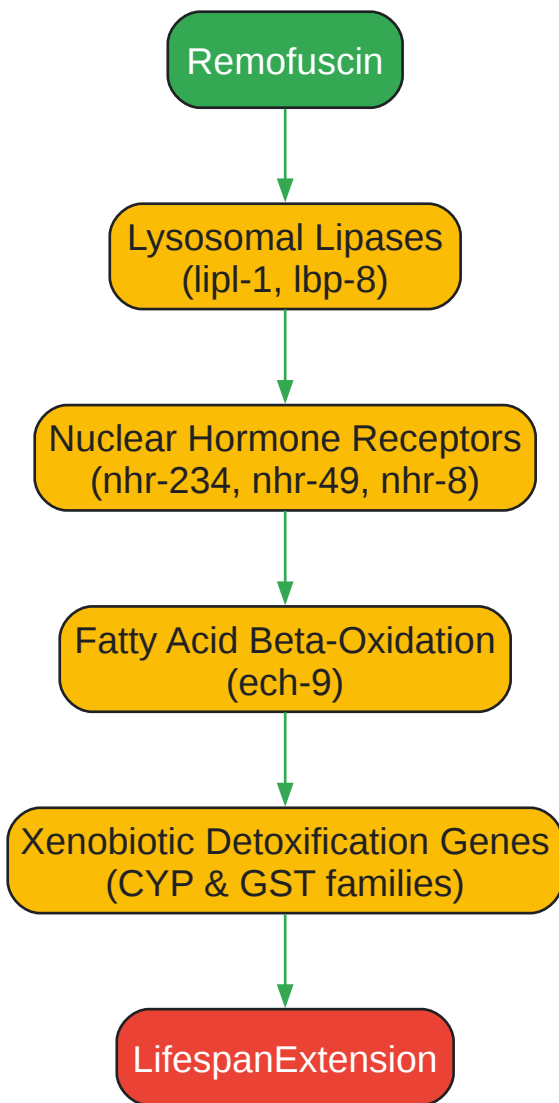 Remofuscin
Lysosomal Lipases
(lipl-1, lbp-8)
Nuclear Hormone Receptors
(nhr-234, nhr-49, nhr-8)
Fatty Acid Beta-Oxidation
(ech-9)
Xenobiotic Detoxification Genes
(CYP & GST families)
LifespanExtension